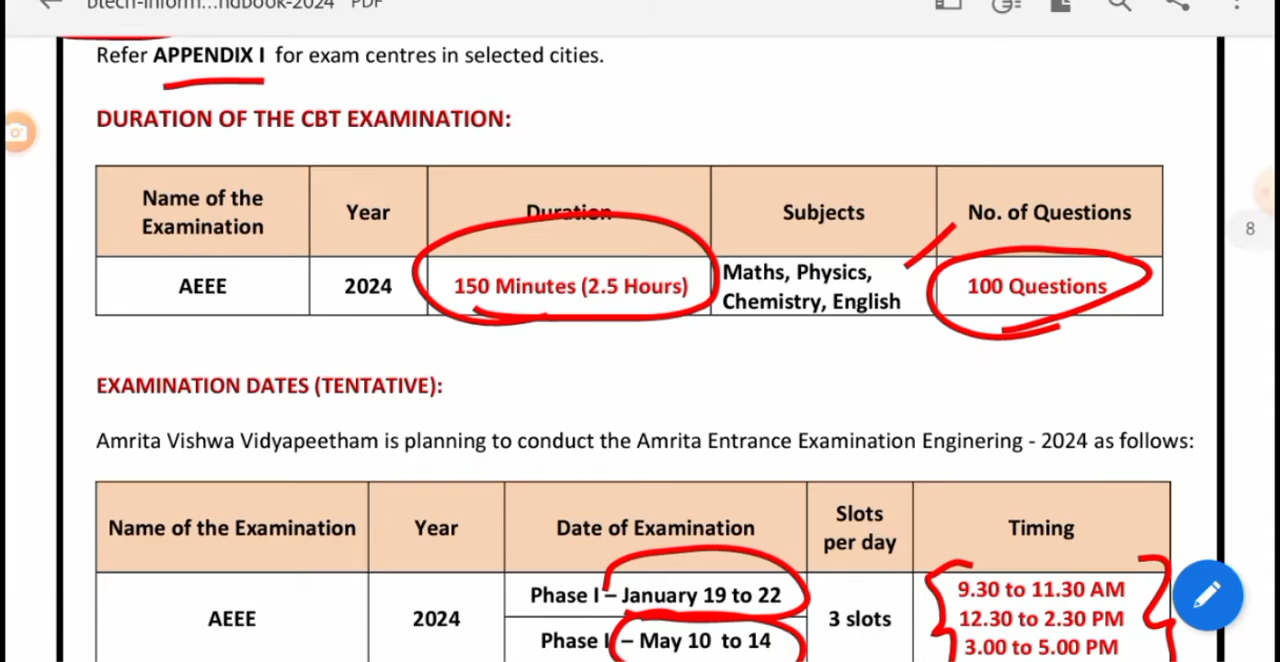 btech-inform...ndbook-2024 PDF
Refer APPENDIX I for exam centres in selected cities.
DURATION OF THE CBT EXAMINATION:
Name of the Examination
Year
Duration
Subjects
No. of Questions
AEEE
2024
150 Minutes (2.5 Hours)
Maths, Physics,
Chemistry, English
100 Questions
8
EXAMINATION DATES (TENTATIVE):
Amrita Vishwa Vidyapeetham is planning to conduct the Amrita Entrance Examination Enginering - 2024 as follows:
Name of the Examination
Year
Date of Examination
Slots
per day
Timing
AEEE
2024
Phase I – January 19 to 22
Phase I – May 10 to 14
3 slots
9.30 to 11.30 AM
12.30 to 2.30 PM
3.00 to 5.00 PM